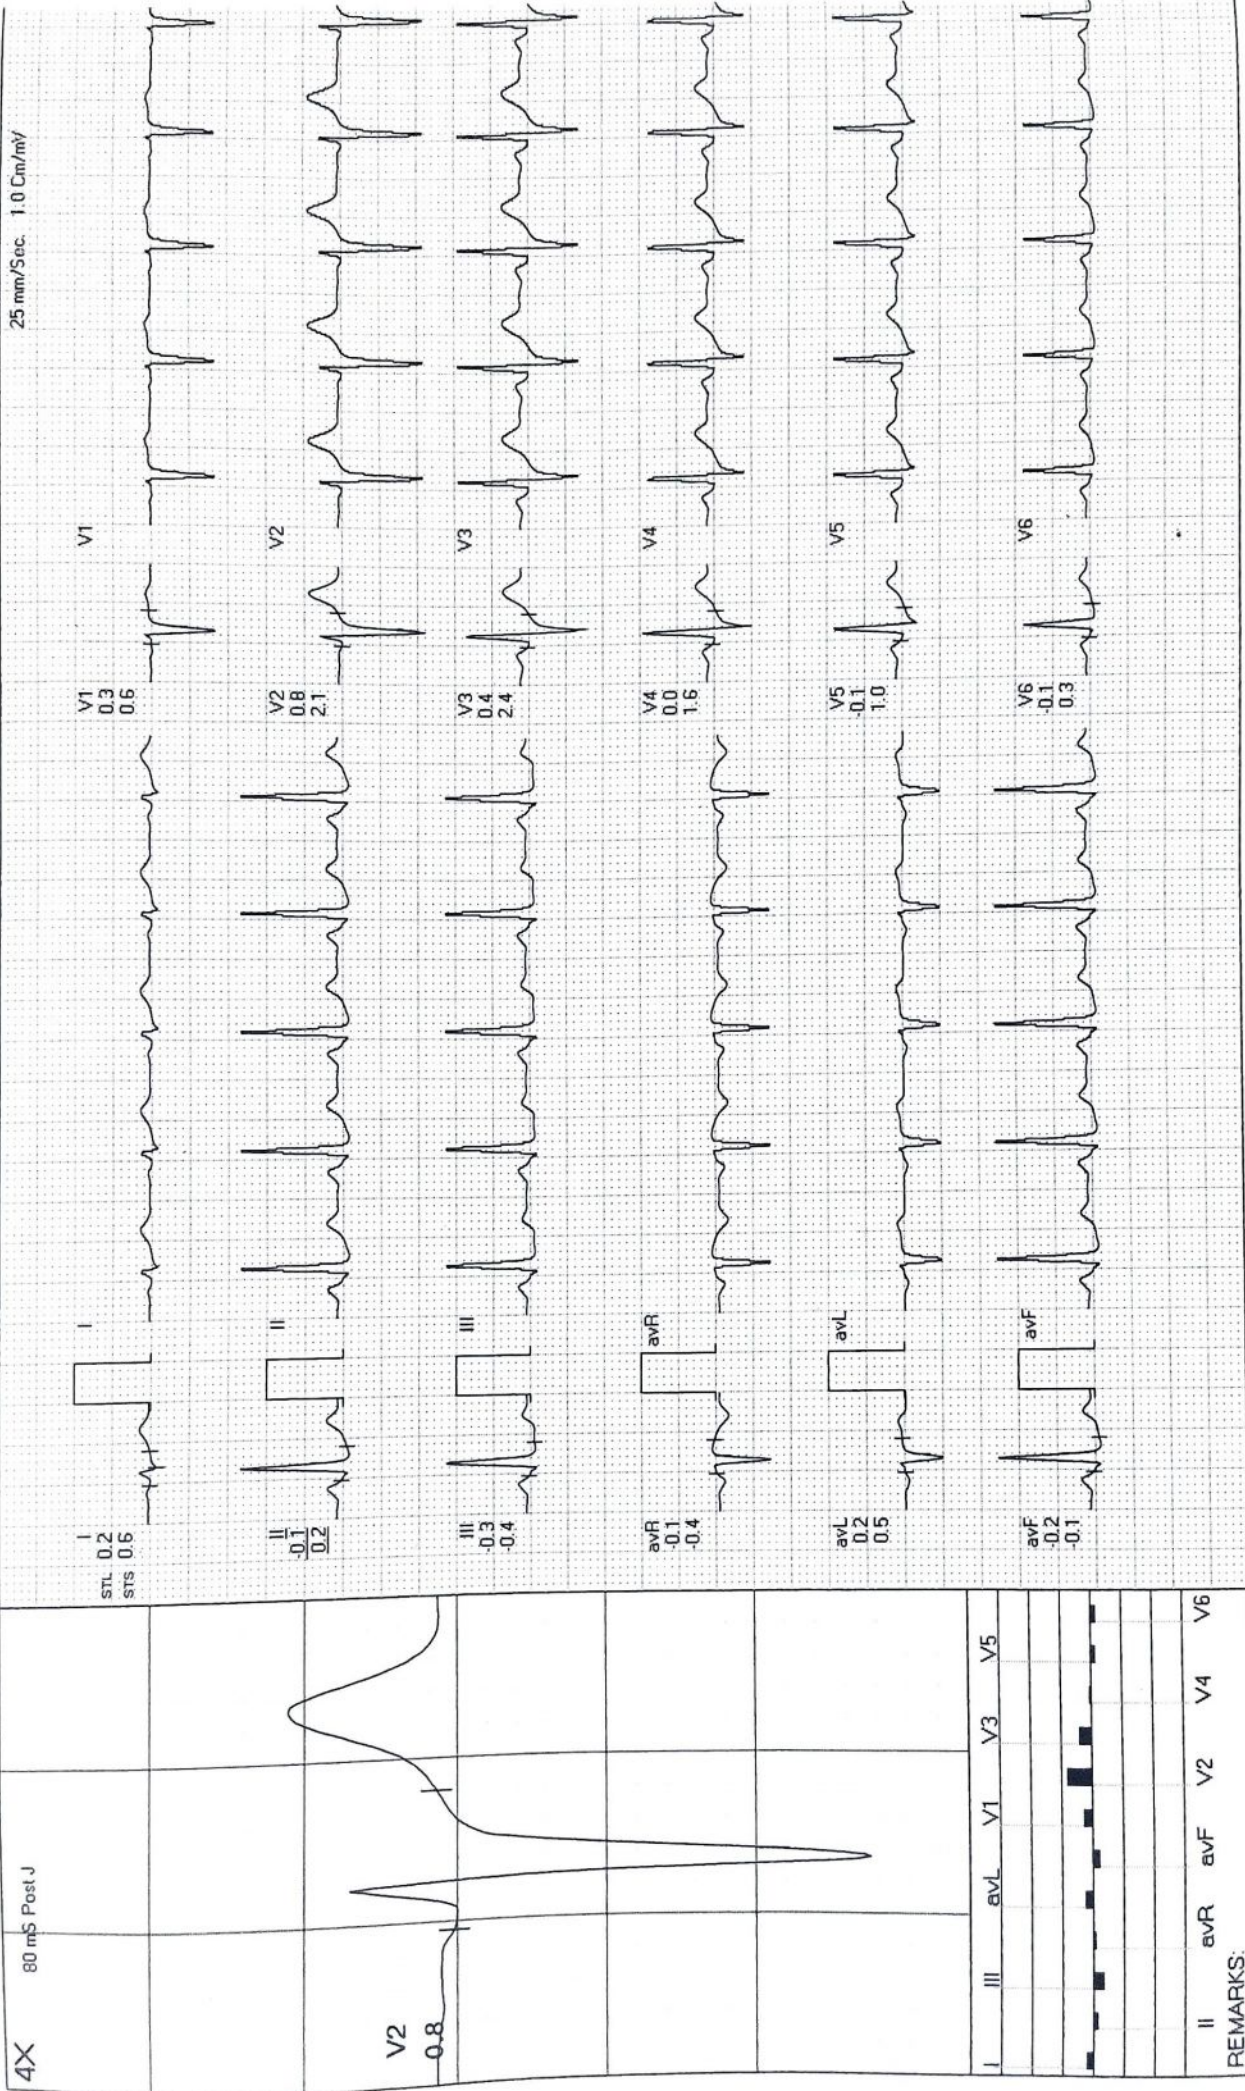 4X
80 mS Post J
25 mm/Sec. 1.0 Cm/mV
V2
0.8
I
STL 0.2
STS 0.6
I
V1
0.3
0.6
V1
II
-0.1
0.2
II
V2
0.8
2.1
V2
III
-0.3
-0.4
III
V3
0.4
2.4
V3
avR
-0.1
-0.4
avR
V4
0.0
1.6
V4
avL
0.2
0.5
avL
V5
-0.1
1.0
V5
avF
-0.2
-0.1
avF
V6
-0.1
0.3
V6
I III avL V1 V3 V5
II avR avF V2 V4 V6
REMARKS: